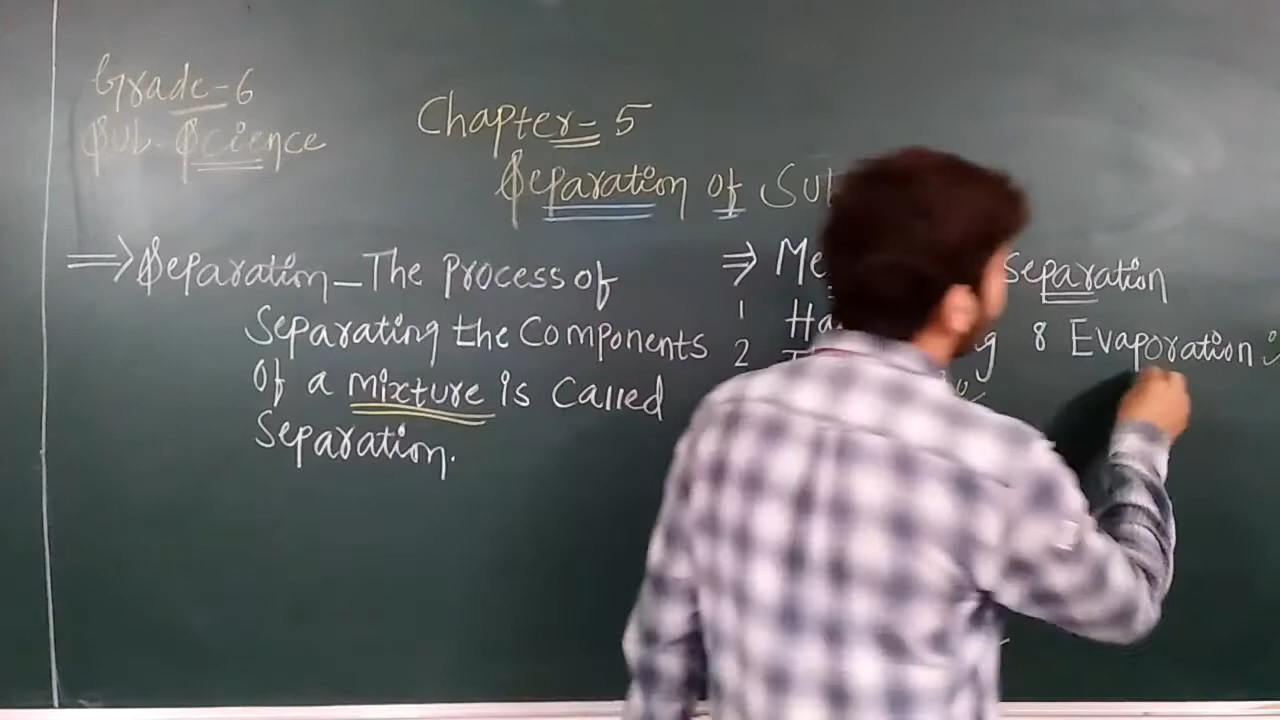 Grade-6
Sub. Science
Chapter-5
Separation of
⇒ Separation - The process of
Separating the Components
Of a mixture is Called
Separation.
⇒ separation
1
2
8 Evaporation